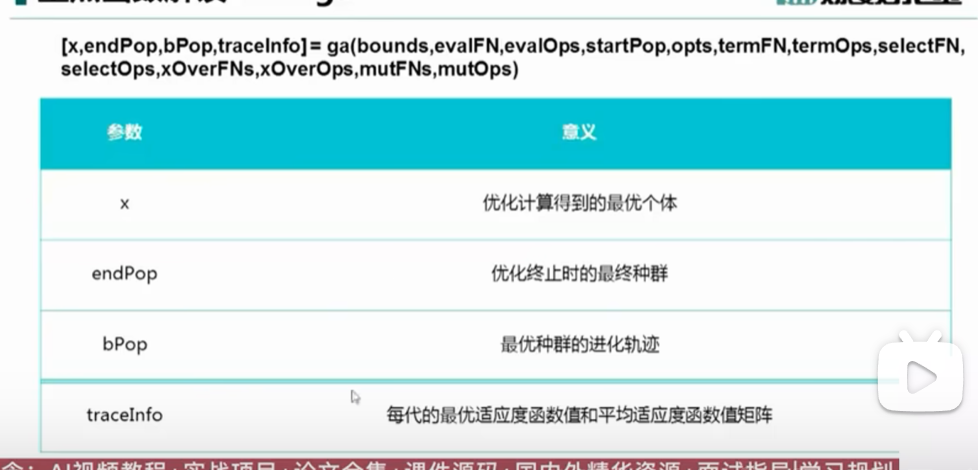 [x,endPop,bPop,traceInfo]= ga(bounds,evalFN,evalOps,startPop,opts,termFN,termOps,selectFN,
selectOps,xOverFNs,xOverOps,mutFNs,mutOps)
参数 意义
x 优化计算得到的最优个体
endPop 优化终止时的最终种群
bPop 最优种群的进化轨迹
traceInfo 每代的最优适应度函数值和平均适应度函数值矩阵
含：AI视频教程+实战项目+论文合集+课件源码+国内外精华资源+面试指导|学习规划